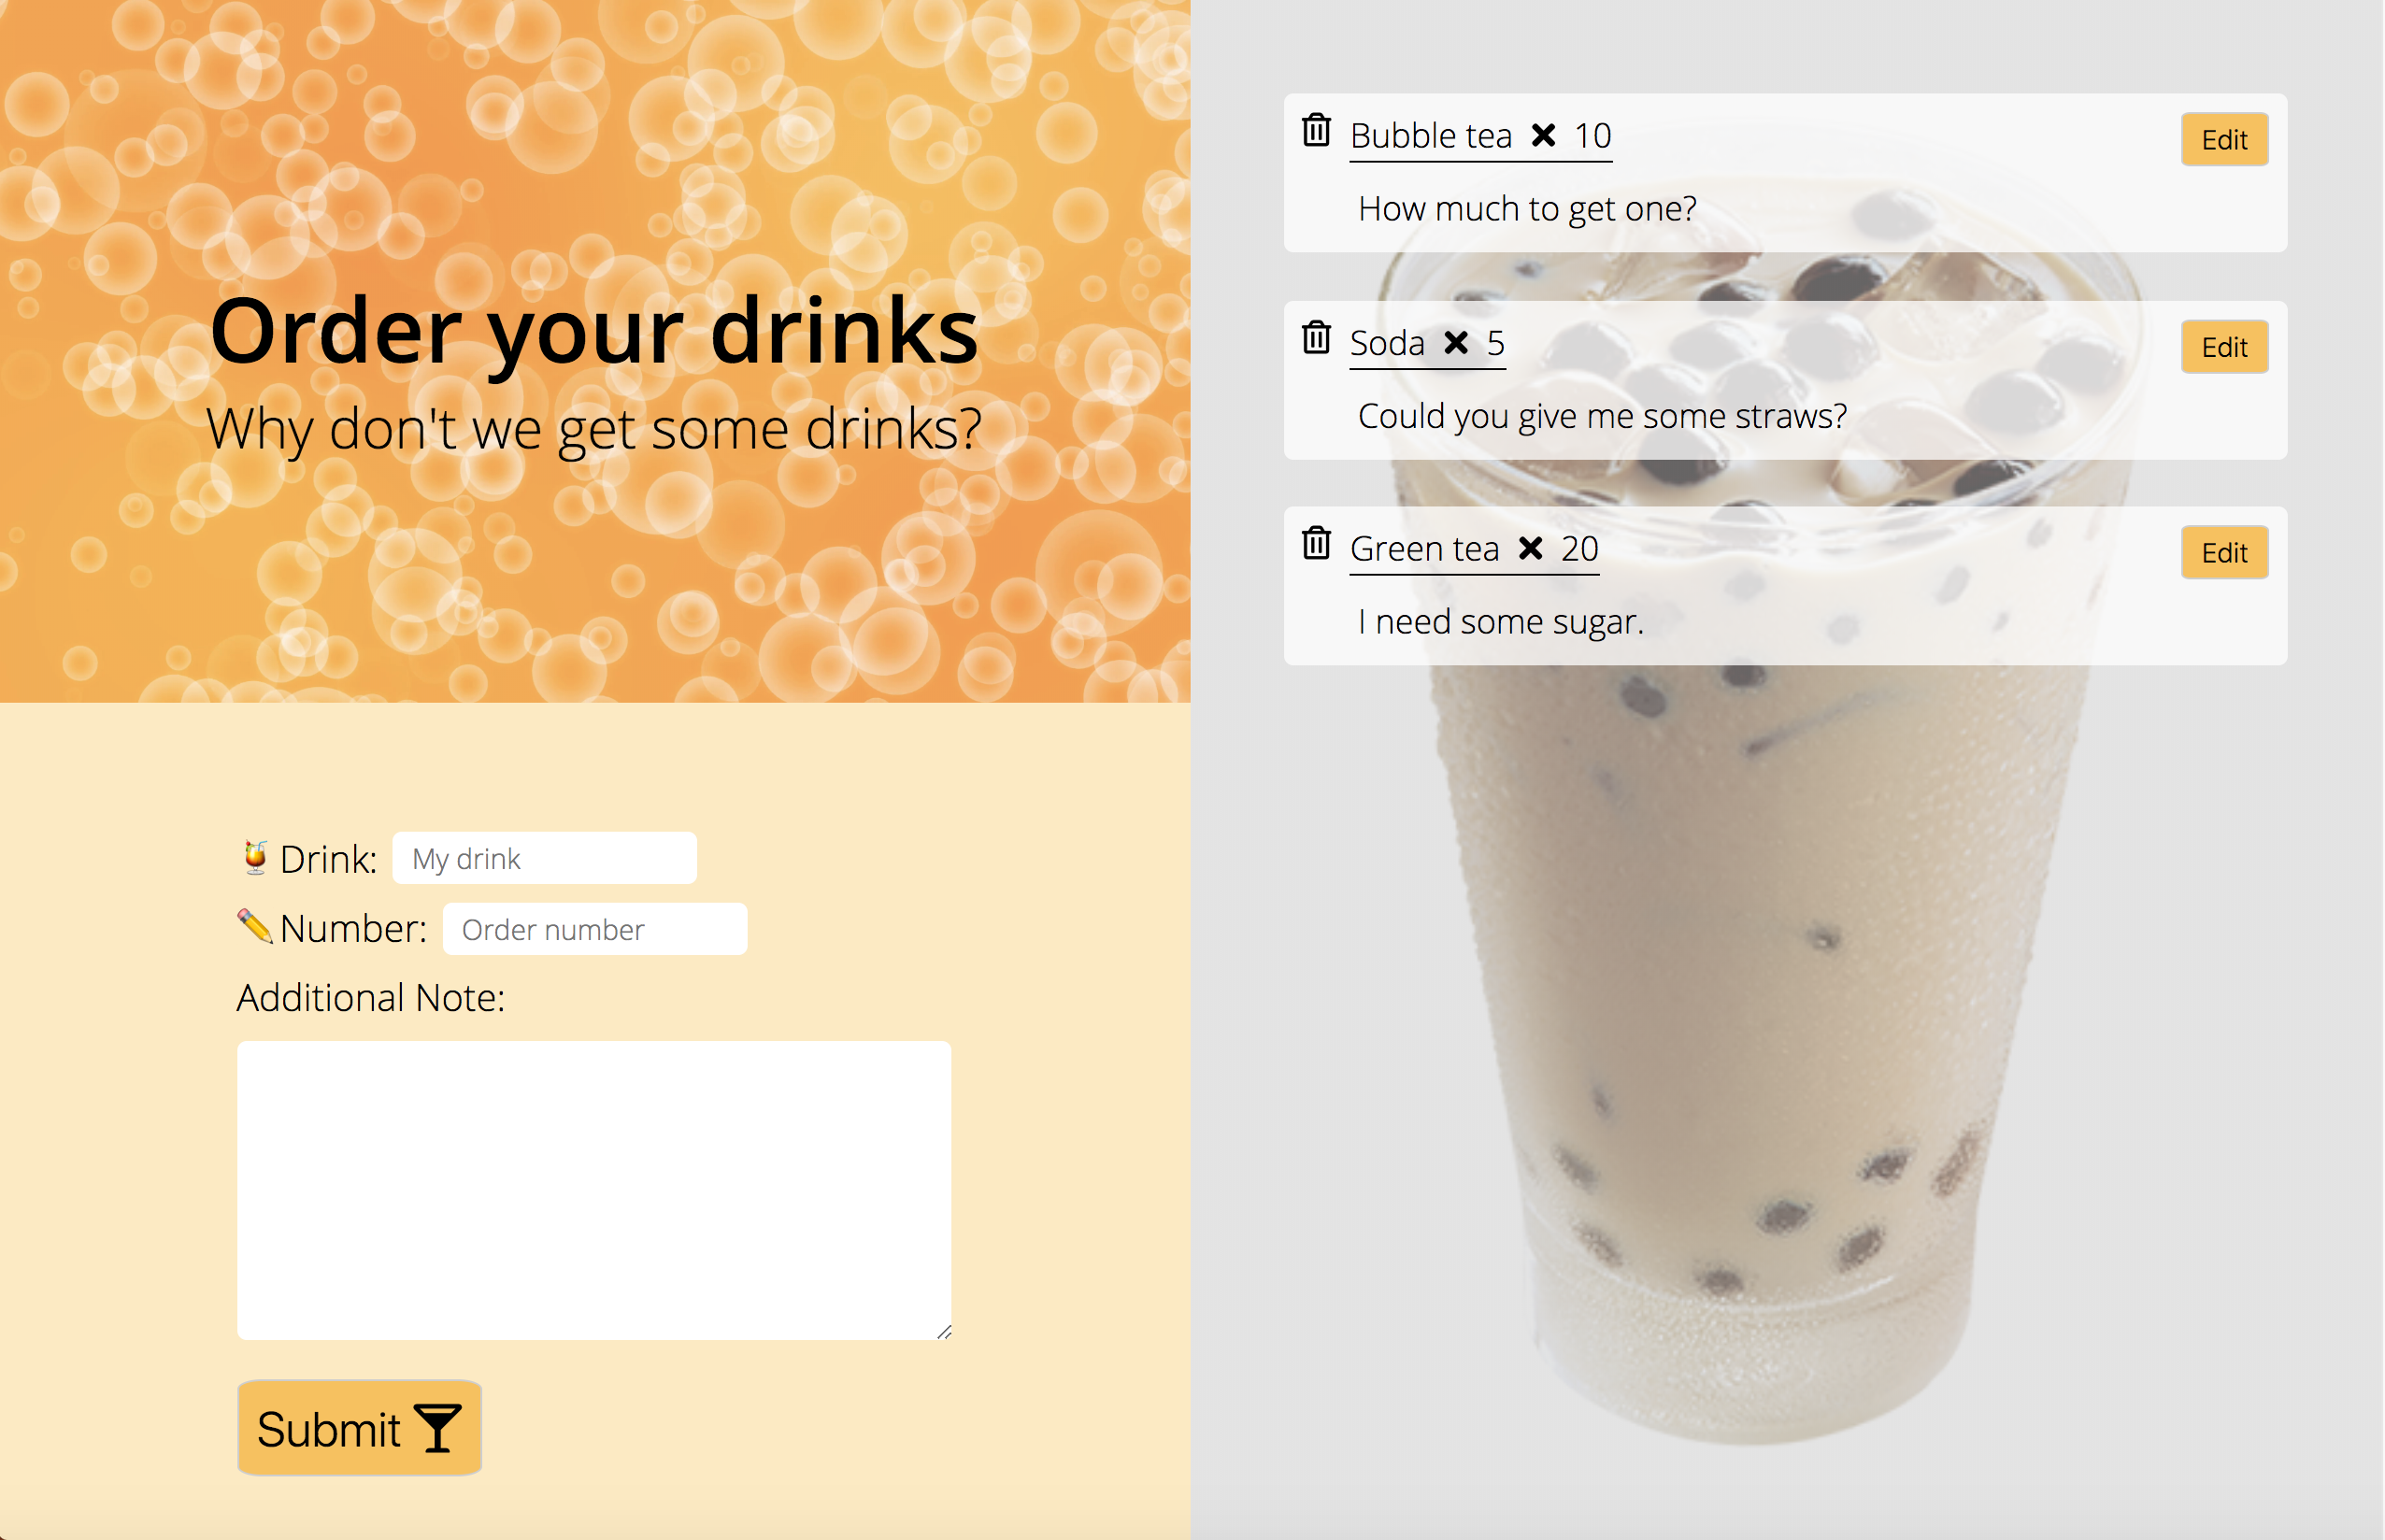 Order your drinks
Why don't we get some drinks?
Drink: My drink
Number: Order number
Additional Note:
Submit
Bubble tea × 10
Edit
How much to get one?
Soda × 5
Edit
Could you give me some straws?
Green tea × 20
Edit
I need some sugar.